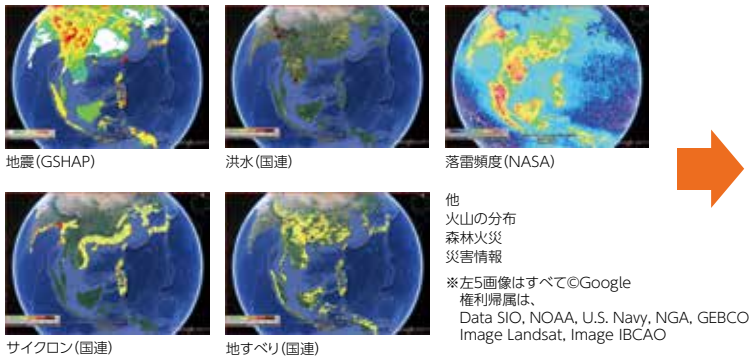 地震(GSHAP)
洪水(国連)
落雷頻度(NASA)
サイクロン(国連)
地すべり(国連)
他
火山の分布
森林火災
災害情報
※左5画像はすべて©Google
権利帰属は、
Data SIO, NOAA, U.S. Navy, NGA, GEBCO
Image Landsat, Image IBCAO